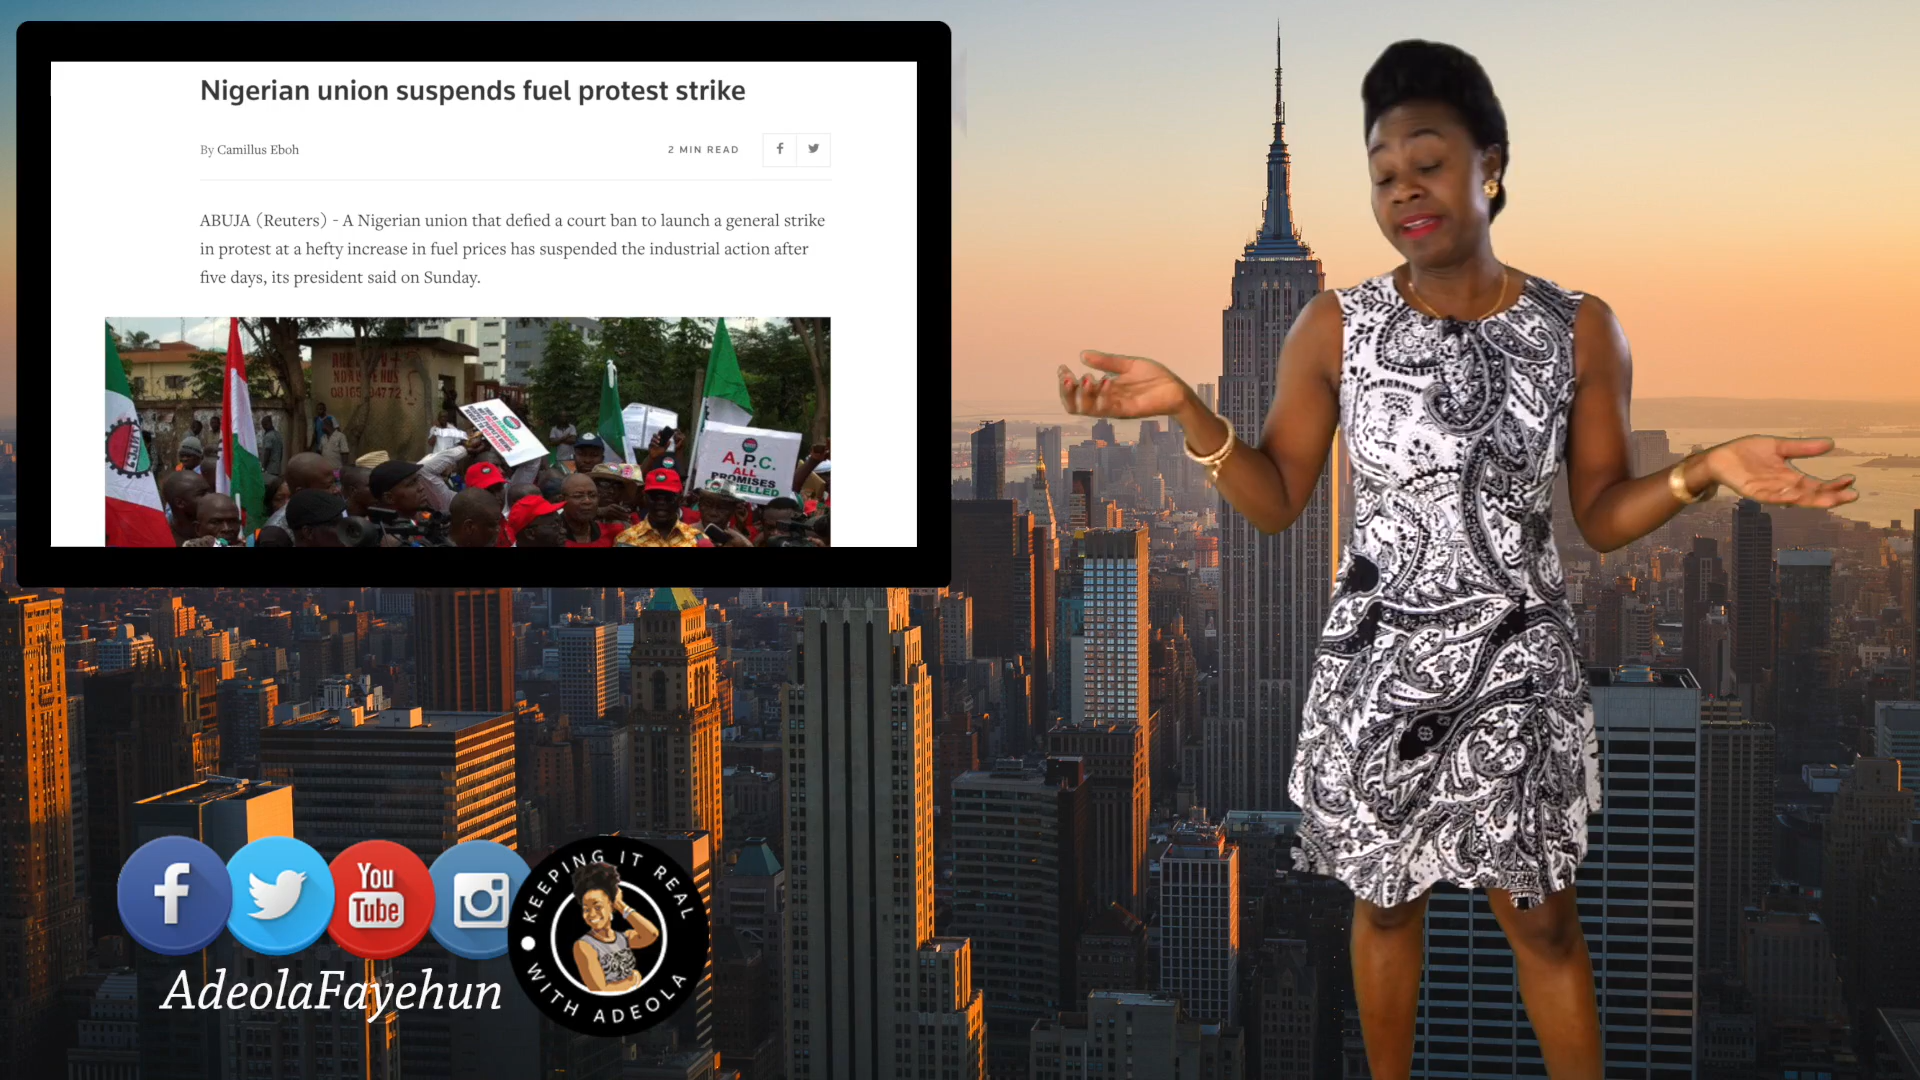 Nigerian union suspends fuel protest strike
By Camillus Eboh
2 MIN READ
ABUJA (Reuters) - A Nigerian union that defied a court ban to launch a general strike
in protest at a hefty increase in fuel prices has suspended the industrial action after
five days, its president said on Sunday.
A.P.C.
ALL
PROMISES
You
Tube
KEEPING IT REAL
WITH ADEOLA
AdeolaFayehun